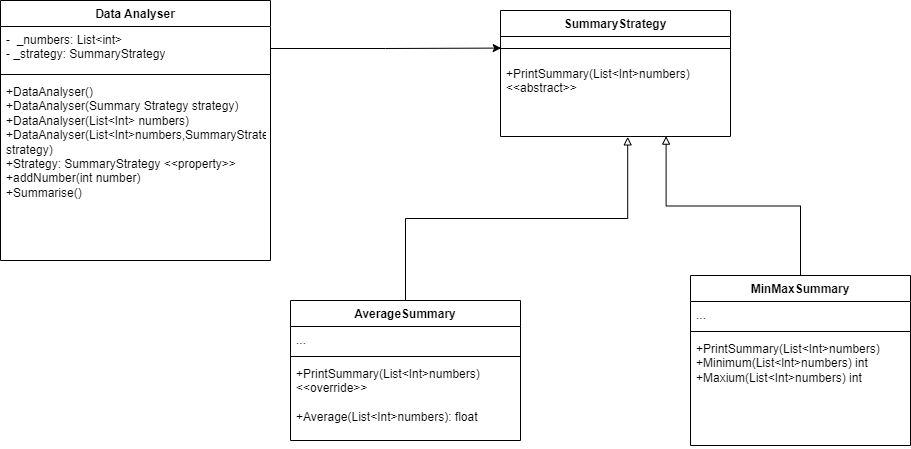 Data Analyser
- _numbers: List<int>
- _strategy: SummaryStrategy
+DataAnalyser()
+DataAnalyser(Summary Strategy strategy)
+DataAnalyser(List<Int> numbers)
+DataAnalyser(List<Int>numbers,SummaryStrate
strategy)
+Strategy: SummaryStrategy <<property>>
+addNumber(int number)
+Summarise()
SummaryStrategy
+PrintSummary(List<Int>numbers)
<<abstract>>
AverageSummary
...
+PrintSummary(List<Int>numbers)
<<override>>
+Average(List<Int>numbers): float
MinMaxSummary
...
+PrintSummary(List<Int>numbers)
+Minimum(List<Int>numbers) int
+Maxium(List<Int>numbers) int